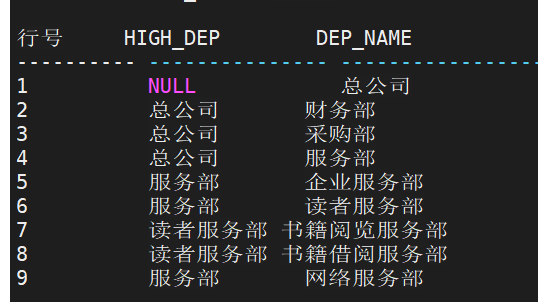 行号 HIGH_DEP DEP_NAME
---------- -------------- -----------------
1 NULL 总公司
2 总公司 财务部
3 总公司 采购部
4 总公司 服务部
5 服务部 企业服务部
6 服务部 读者服务部
7 读者服务部 书籍阅览服务部
8 读者服务部 书籍借阅服务部
9 服务部 网络服务部